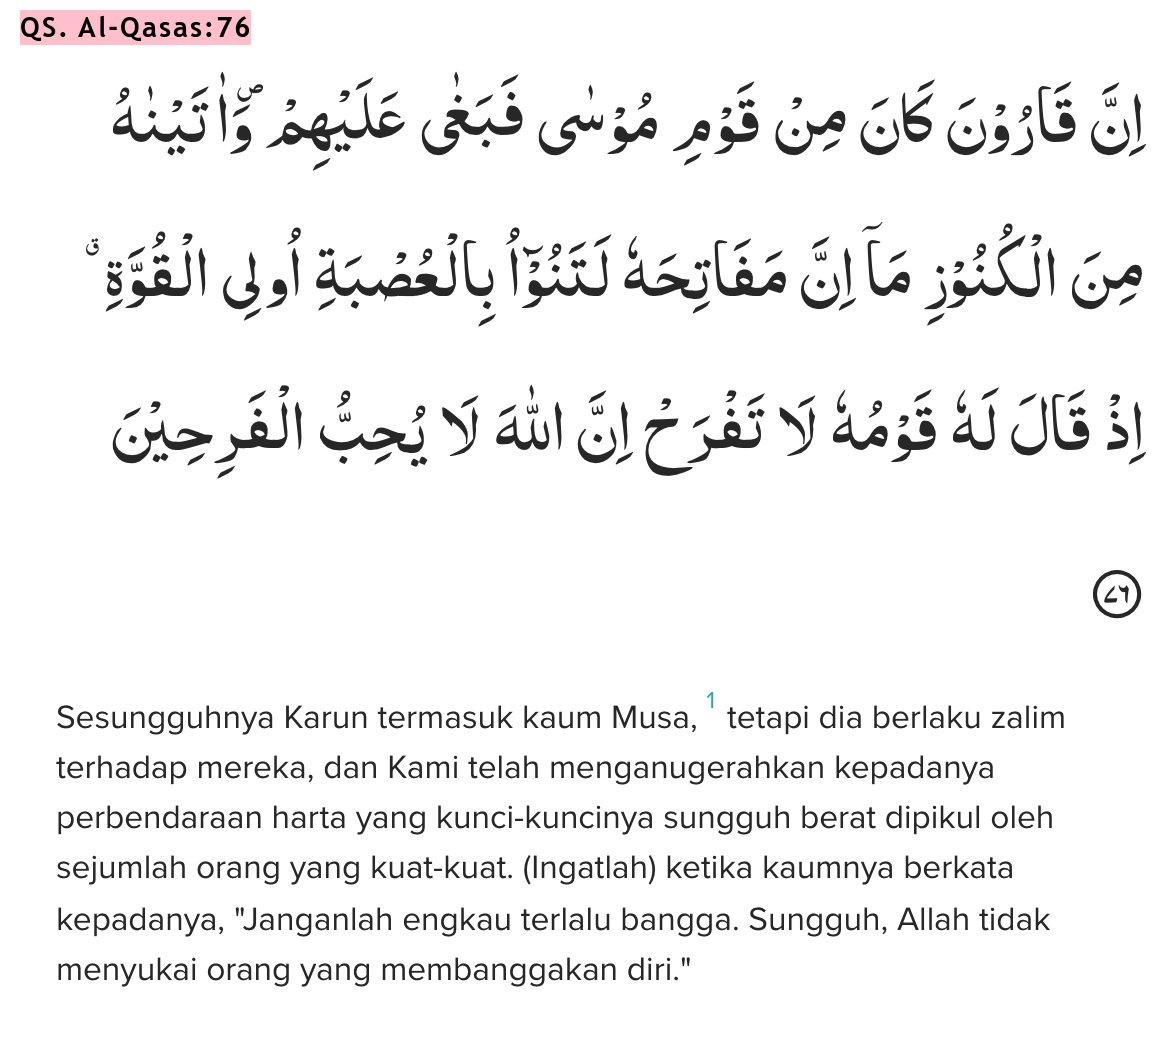 QS. Al-Qasas:76
اِنَّ قَارُوْنَ كَانَ مِنْ قَوْمِ مُوْسٰى فَبَغٰى عَلَيْهِمْ ۖوَاٰتَيْنٰهُ
مِنَ الْكُنُوْزِ مَآ اِنَّ مَفَاتِحَهٗ لَتَنُوْۤاُ بِالْعُصْبَةِ اُولِى الْقُوَّةِ ۗ
اِذْ قَالَ لَهٗ قَوْمُهٗ لَا تَفْرَحْ اِنَّ اللّٰهَ لَا يُحِبُّ الْفَرِحِيْنَ
٧٦
Sesungguhnya Karun termasuk kaum Musa, 1 tetapi dia berlaku zalim
terhadap mereka, dan Kami telah menganugerahkan kepadanya
perbendaraan harta yang kunci-kuncinya sungguh berat dipikul oleh
sejumlah orang yang kuat-kuat. (Ingatlah) ketika kaumnya berkata
kepadanya, "Janganlah engkau terlalu bangga. Sungguh, Allah tidak
menyukai orang yang membanggakan diri."